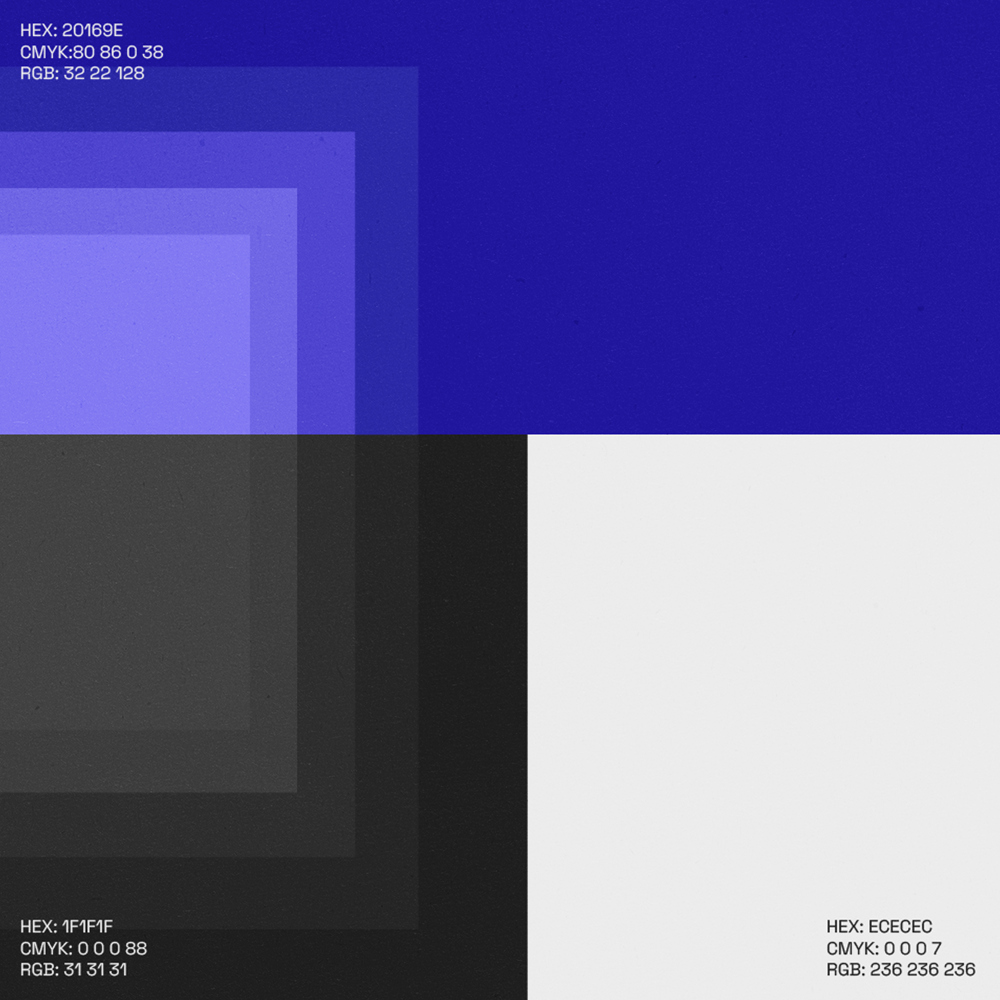 HEX: 20169E
CMYK:80 86 0 38
RGB: 32 22 128
HEX: 1F1F1F
CMYK: 0 0 0 88
RGB: 31 31 31
HEX: ECECEC
CMYK: 0 0 0 7
RGB: 236 236 236